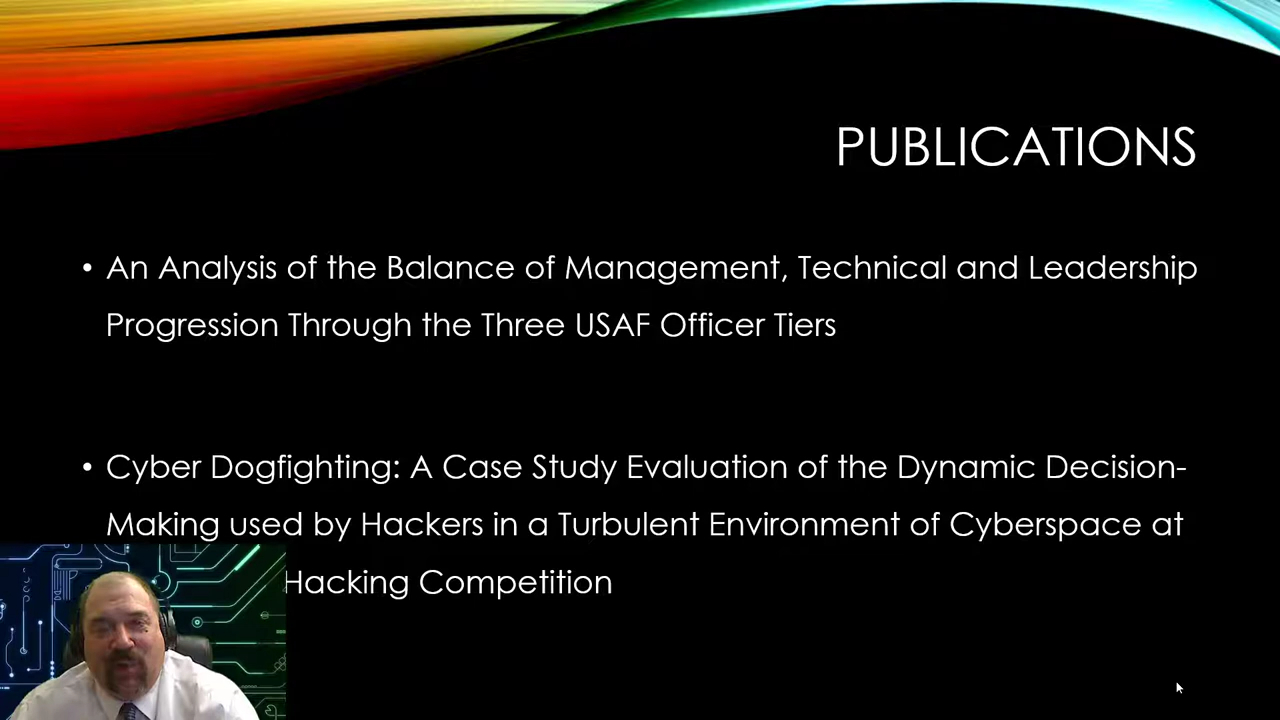 PUBLICATIONS
• An Analysis of the Balance of Management, Technical and Leadership
Progression Through the Three USAF Officer Tiers
• Cyber Dogfighting: A Case Study Evaluation of the Dynamic Decision-
Making used by Hackers in a Turbulent Environment of Cyberspace at
Hacking Competition